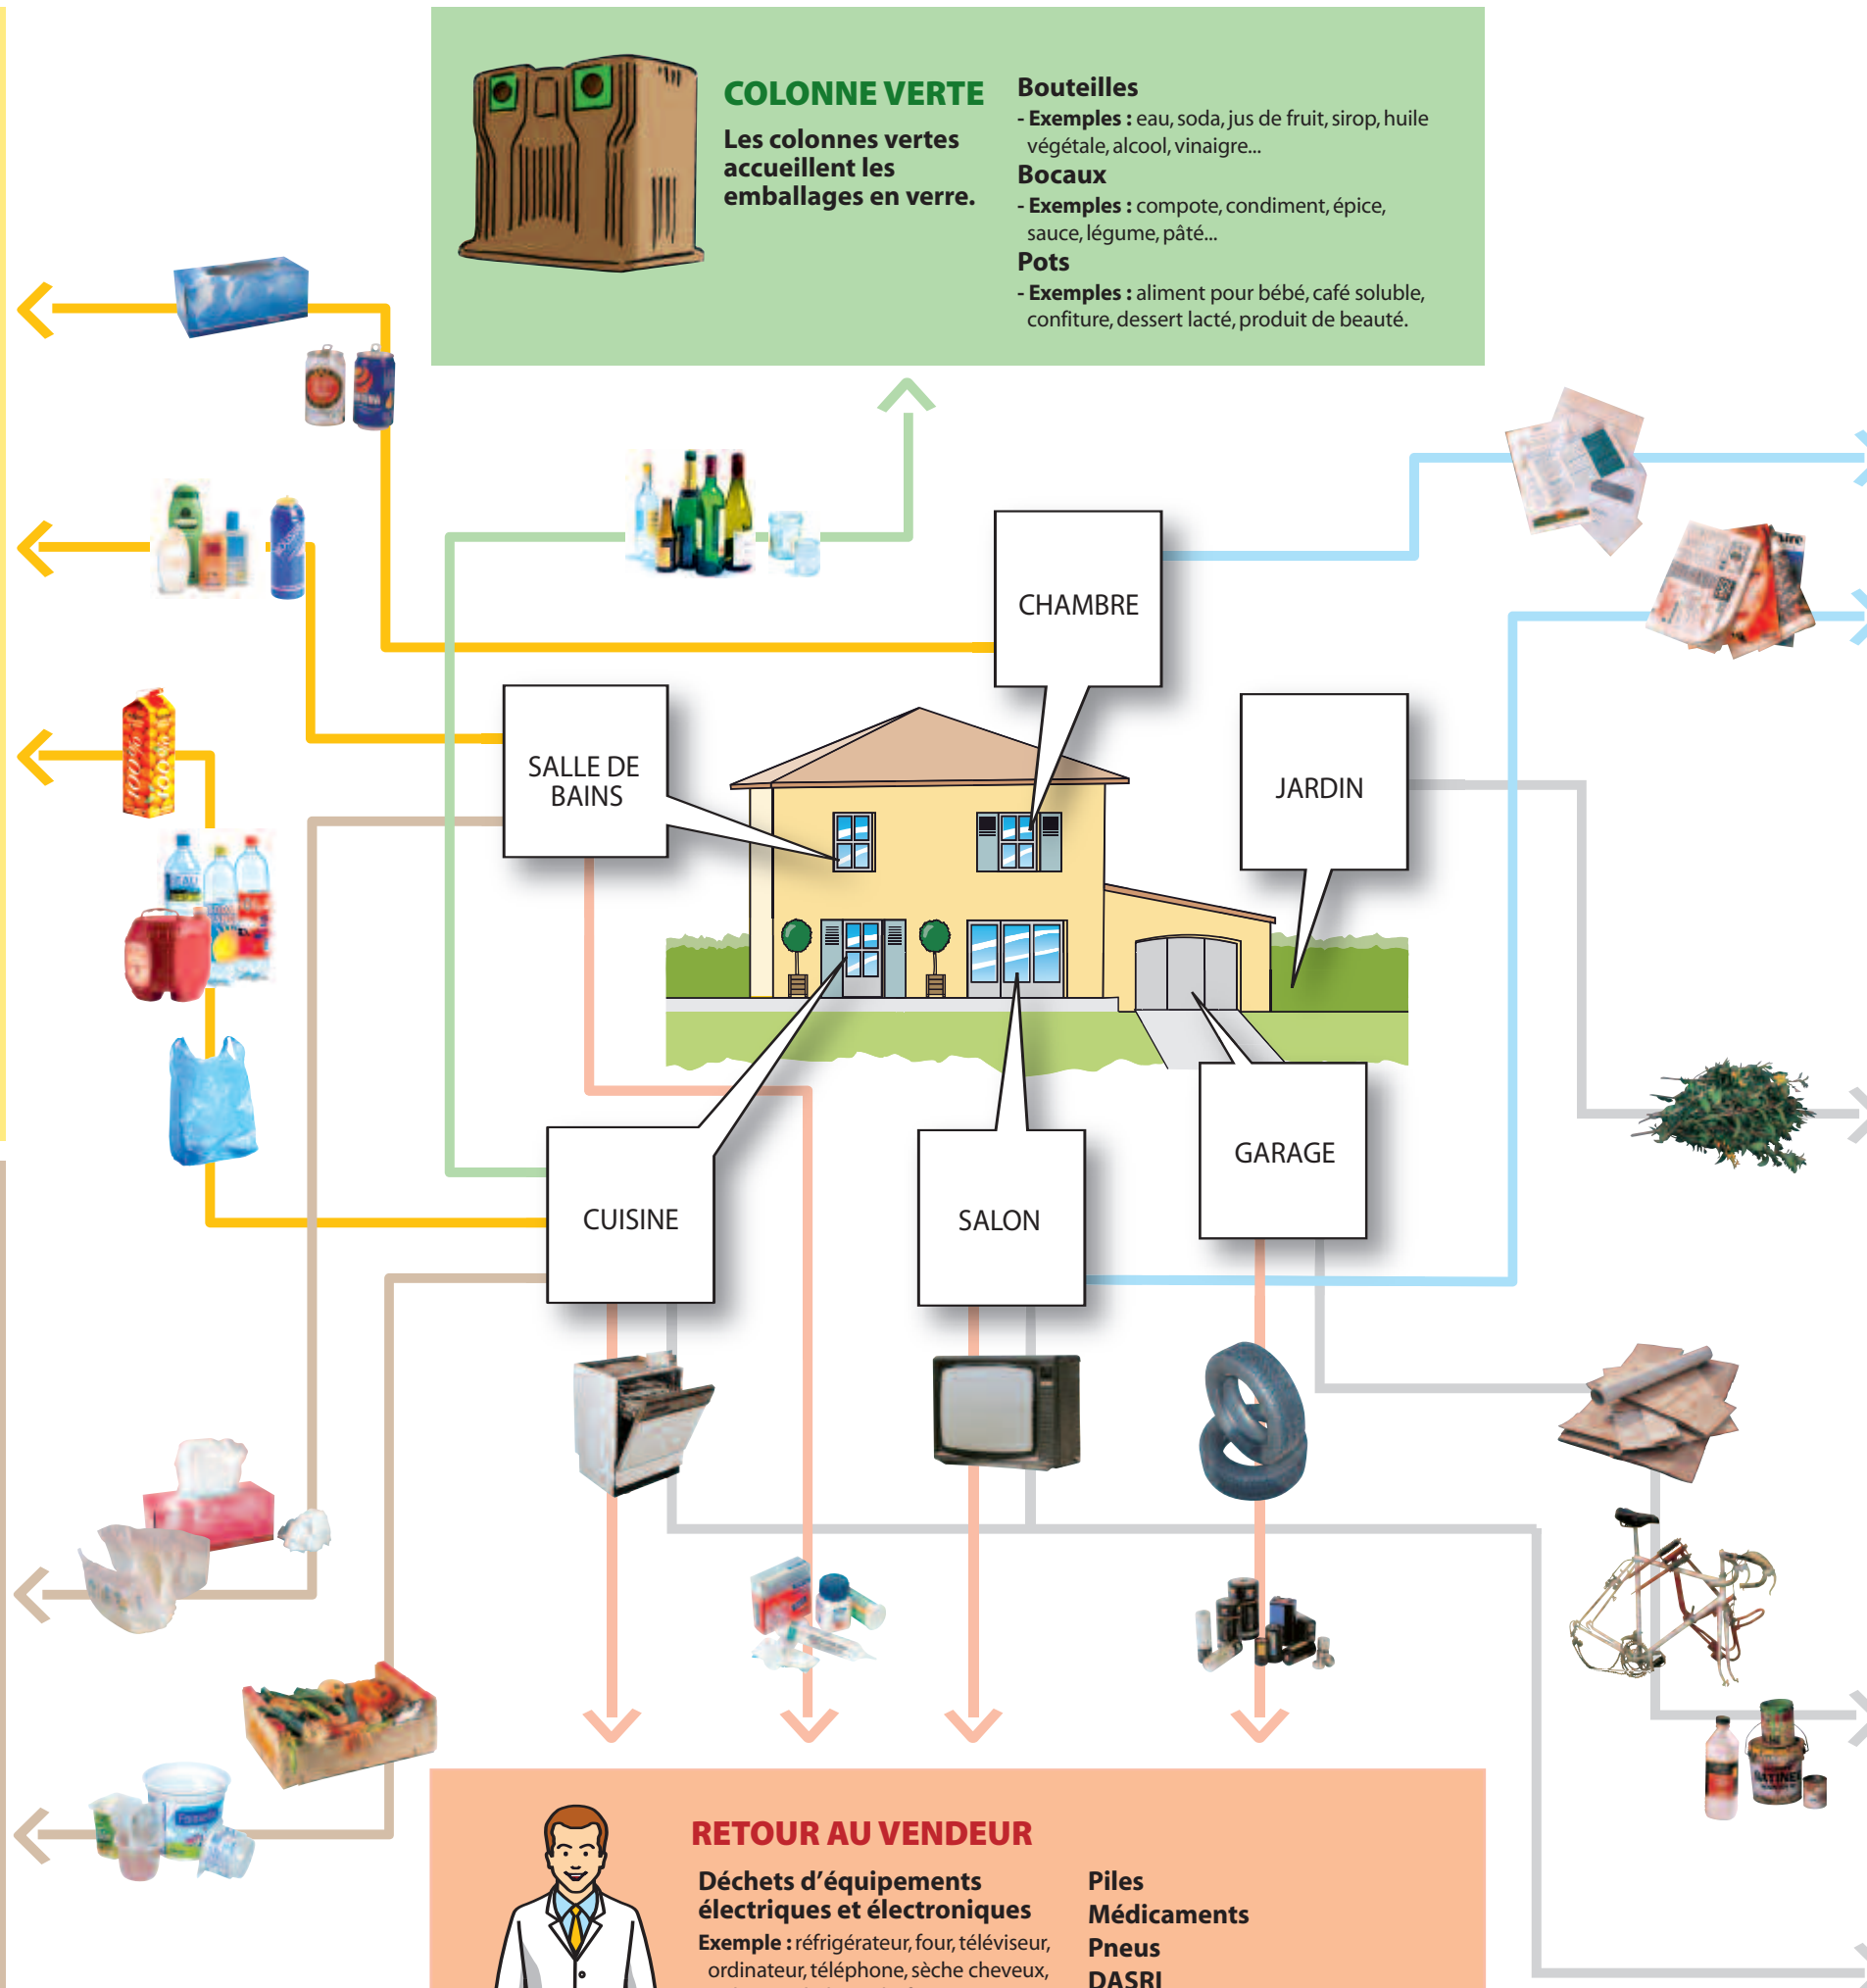 COLONNE VERTE
Les colonnes vertes
accueillent les
emballages en verre.
Bouteilles
- Exemples : eau, soda, jus de fruit, sirop, huile
végétale, alcool, vinaigre...
Bocaux
- Exemples : compote, condiment, épice,
sauce, légume, pâté...
Pots
- Exemples : aliment pour bébé, café soluble,
confiture, dessert lacté, produit de beauté.
CHAMBRE
SALLE DE
BAINS
JARDIN
CUISINE
SALON
GARAGE
RETOUR AU VENDEUR
Déchets d’équipements
électriques et électroniques
Exemple : réfrigérateur, four, téléviseur,
ordinateur, téléphone, sèche cheveux,
Piles
Médicaments
Pneus
DASRI